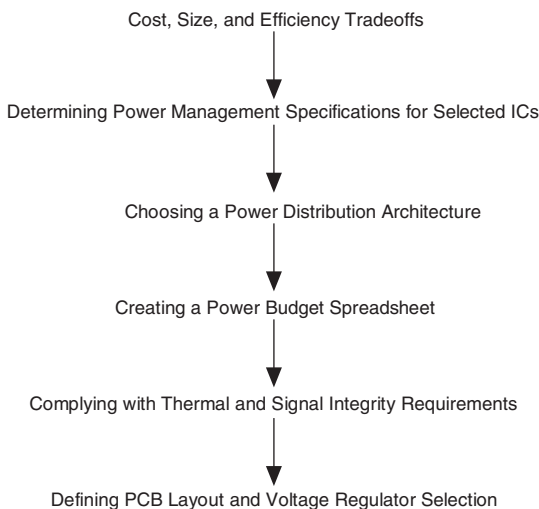 Cost, Size, and Efficiency Tradeoffs
Determining Power Management Specifications for Selected ICs
Choosing a Power Distribution Architecture
Creating a Power Budget Spreadsheet
Complying with Thermal and Signal Integrity Requirements
Defining PCB Layout and Voltage Regulator Selection